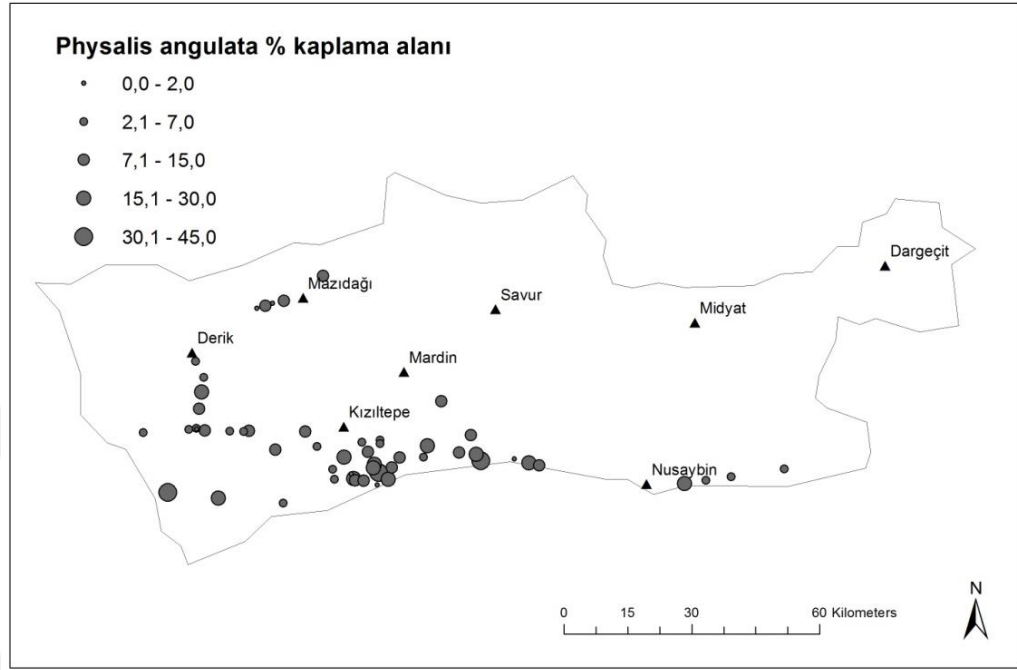 Physalis angulata % kaplama alanı
0,0 - 2,0
2,1 - 7,0
7,1 - 15,0
15,1 - 30,0
30,1 - 45,0
Dargeçit
Mazıdağı
Savur
Midyat
Derik
Mardin
Kızıltepe
Nusaybin
N
0 15 30 60 Kilometers